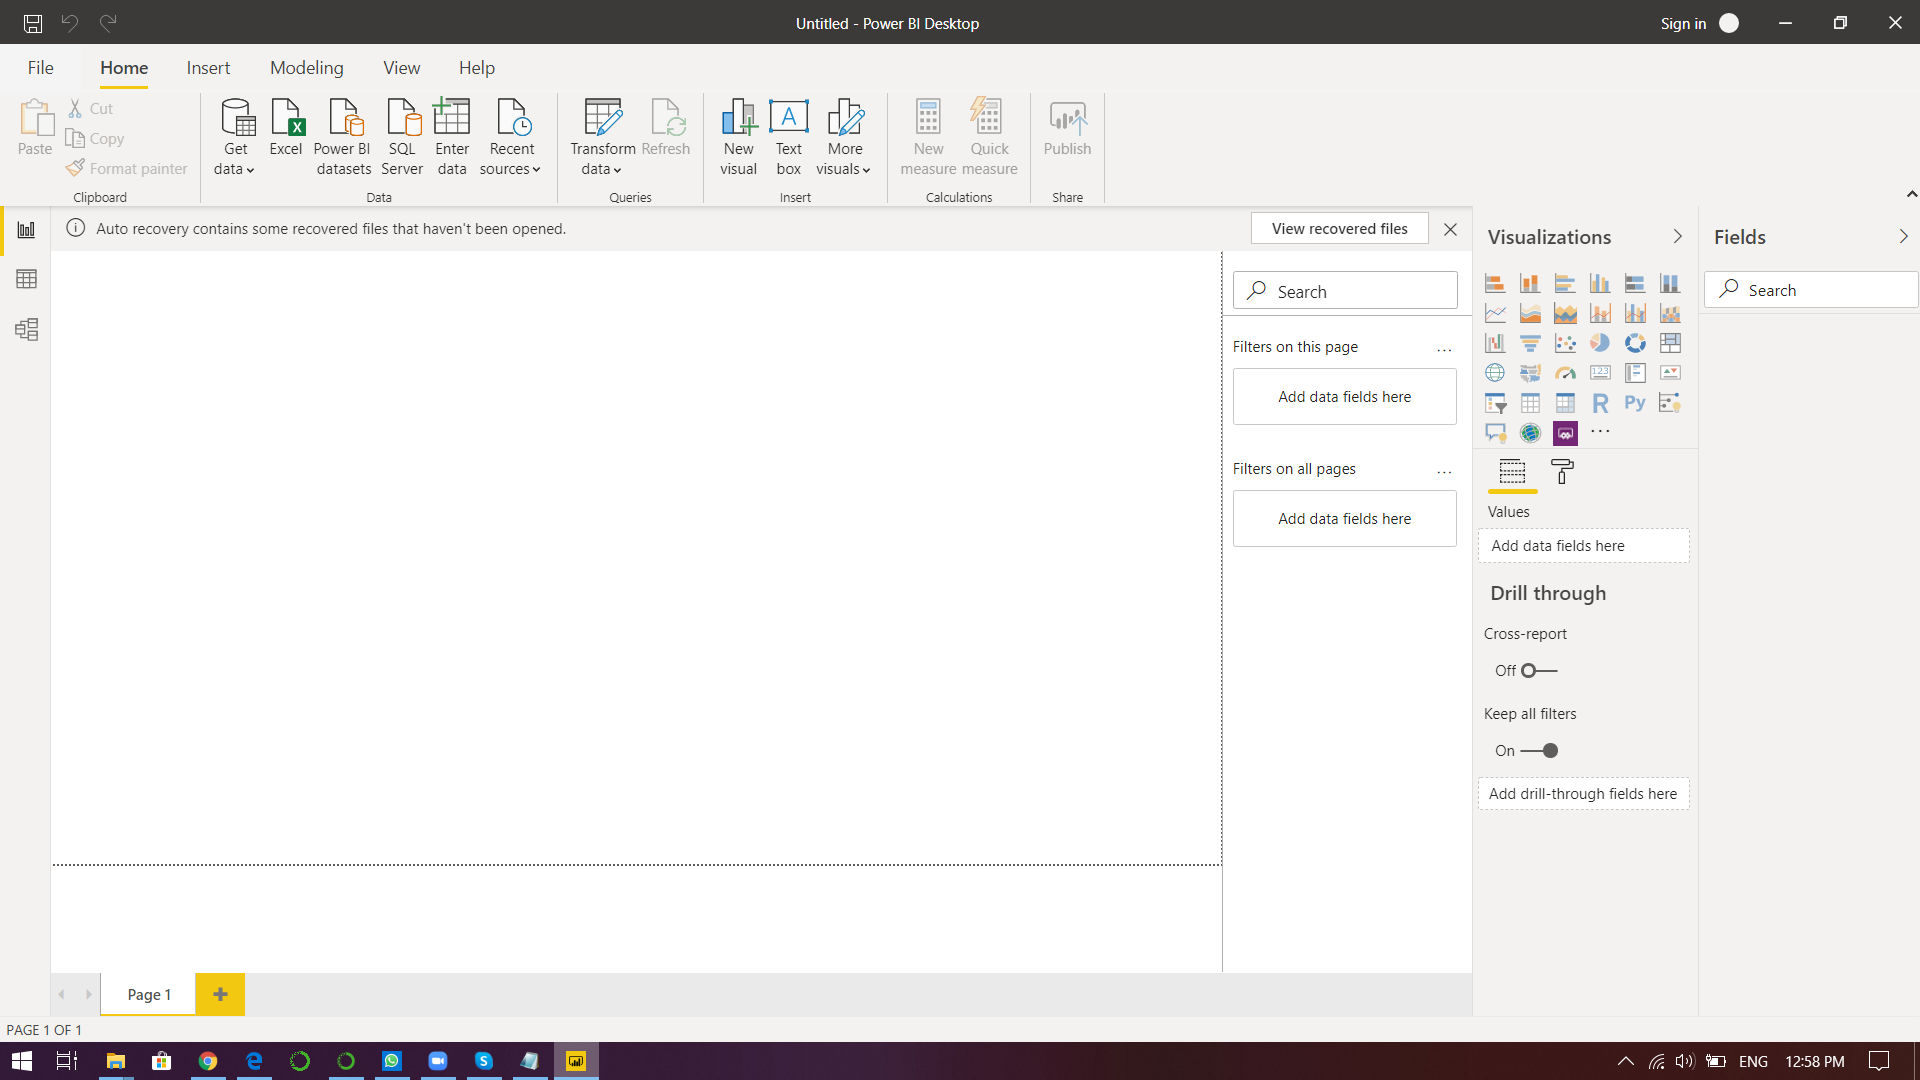 Untitled - Power BI Desktop
Sign in
File Home Insert Modeling View Help
Paste
Cut
Copy
Format painter
Clipboard
Get data
Excel
Power BI datasets
SQL Server
Enter data
Recent sources
Data
Transform data
Refresh
Queries
New visual
A
Text box
More visuals
Insert
New measure
Quick measure
Calculations
Publish
Share
Auto recovery contains some recovered files that haven't been opened.
View recovered files
Search
Filters on this page
...
Add data fields here
Filters on all pages
...
Add data fields here
Visualizations
123
R Py
...
Values
Add data fields here
Drill through
Cross-report
Off
Keep all filters
On
Add drill-through fields here
Fields
Search
Page 1
PAGE 1 OF 1
ENG
12:58 PM